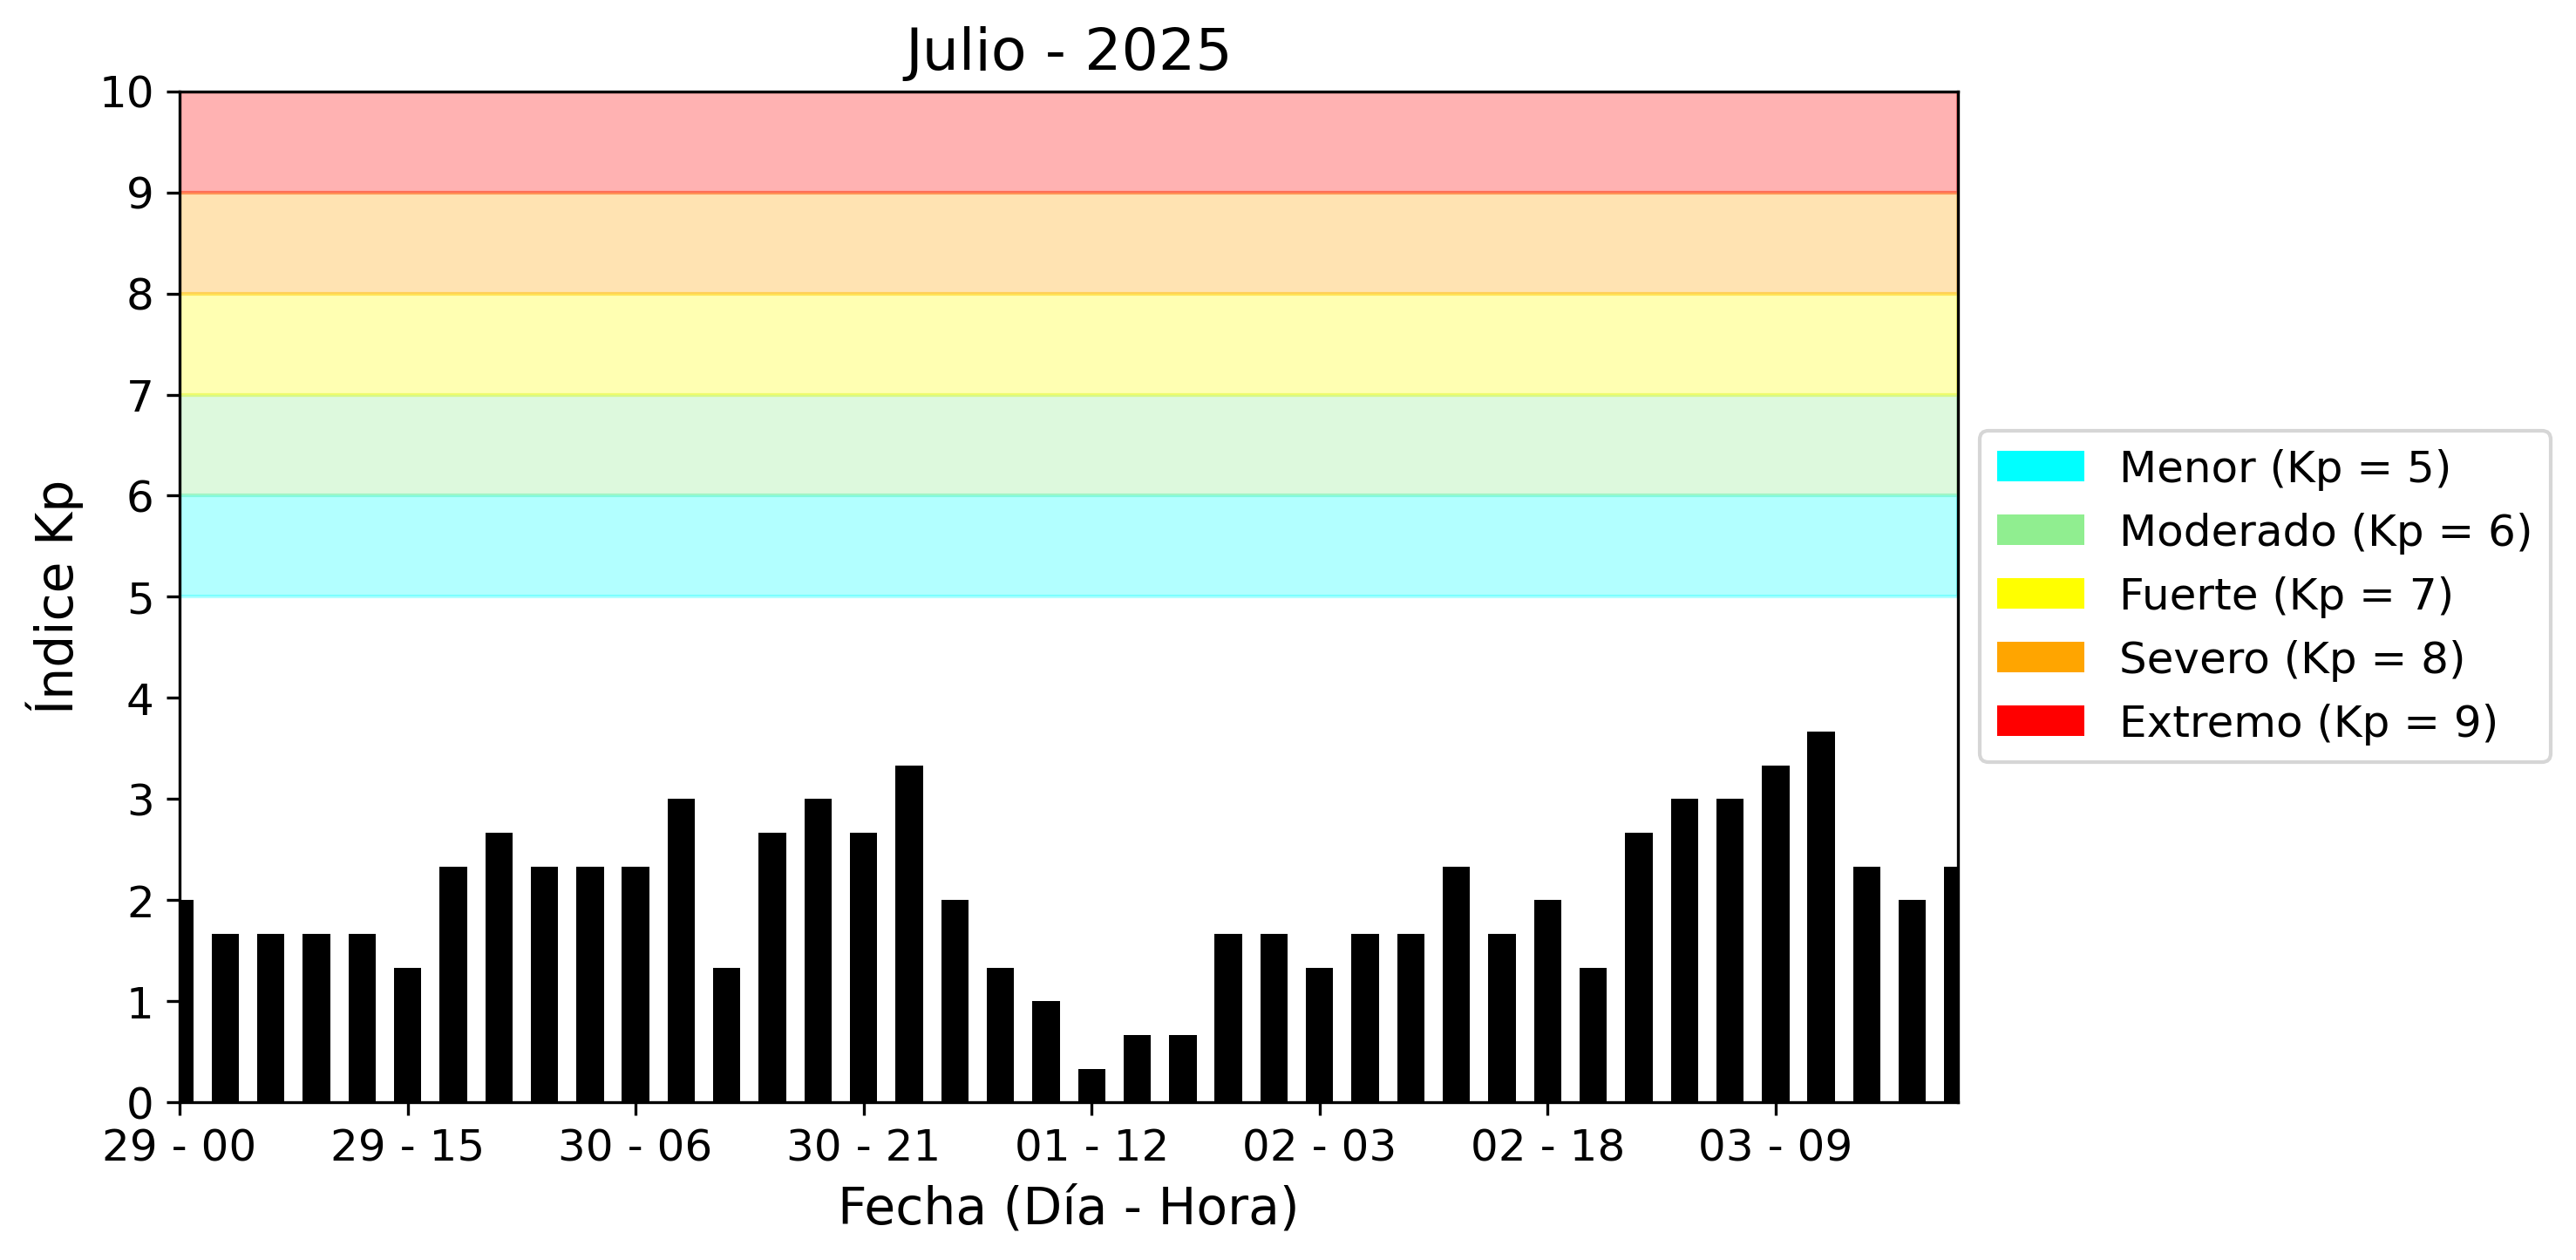 Julio - 2025
10
9
8
7
6
5
4
3
2
1
0
Índice Kp
29 - 00
29 - 15
30 - 06
30 - 21
01 - 12
02 - 03
02 - 18
03 - 09
Fecha (Día - Hora)
Menor (Kp = 5)
Moderado (Kp = 6)
Fuerte (Kp = 7)
Severo (Kp = 8)
Extremo (Kp = 9)